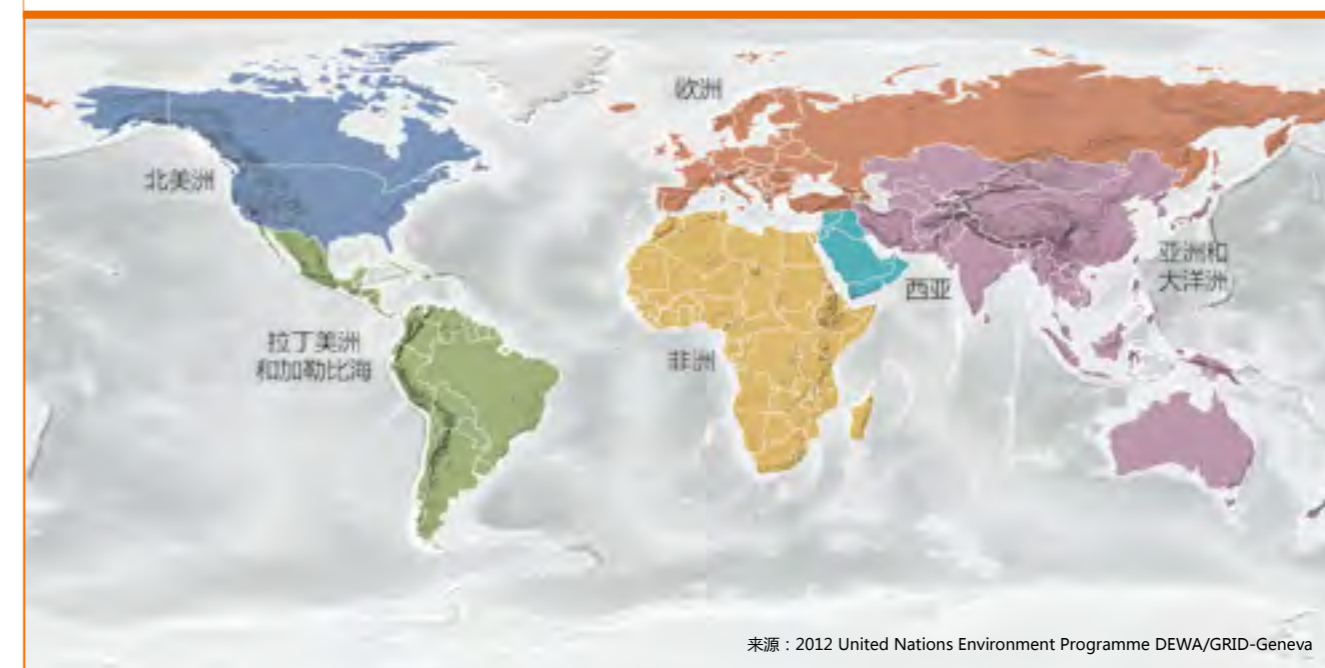 欧洲
北美洲
亚洲和
大洋洲
西亚
拉丁美洲
和加勒比海
非洲
来源：2012 United Nations Environment Programme DEWA/GRID-Geneva